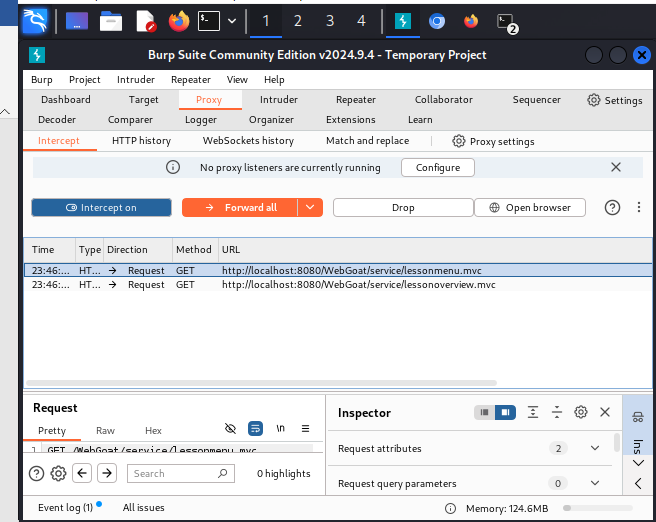 1 2 3 4 2
Burp Suite Community Edition v2024.9.4 - Temporary Project
Burp Project Intruder Repeater View Help
Dashboard Target Proxy Intruder Repeater Collaborator Sequencer Settings
Decoder Comparer Logger Organizer Extensions Learn
Intercept HTTP history WebSockets history Match and replace Proxy settings
No proxy listeners are currently running Configure
Intercept on Forward all Drop Open browser
Time Type Direction Method URL
23:46:... HT... Request GET http://localhost:8080/WebGoat/service/lessonmenu.mvc
23:46:... HT... Request GET http://localhost:8080/WebGoat/service/lessonoverview.mvc
Request
Pretty Raw Hex \n
1 GET /WebGoat/service/lessonmenu.mvc
Search 0 highlights
Inspector
Request attributes 2
Request query parameters 0
Ins
Event log (1) All issues Memory: 124.6MB